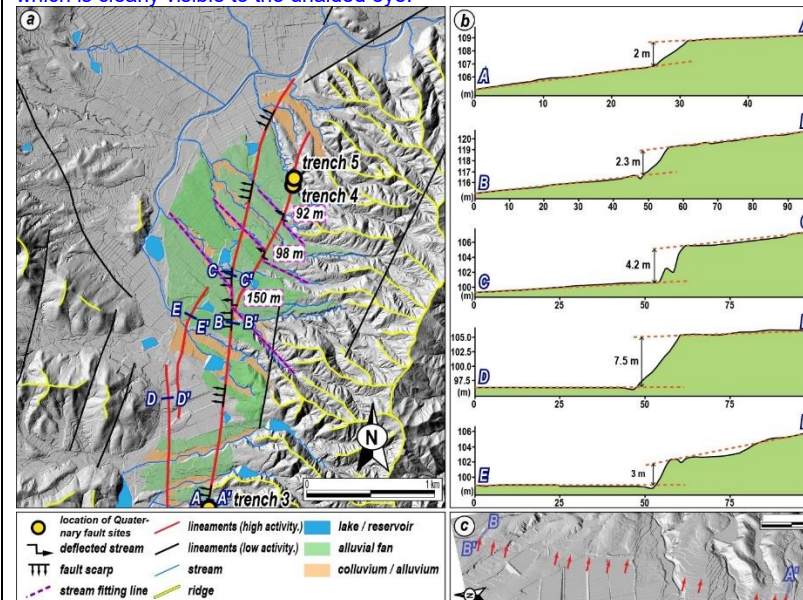 which is clearly visible to the unaided eye.
a
trench 5
trench 4
92 m
98 m
C C'
150 m
E
E' B B'
D D'
N
0 1 km
A A' trench 3
location of Quater-
nary fault sites
deflected stream
fault scarp
stream fitting line
lineaments (high activity.)
lineaments (low activity.)
stream
ridge
lake / reservoir
alluvial fan
colluvium / alluvium
b
109
108
107
106
(m)
A
2 m
0 10 20 30 40
120
119
118
117
116
(m)
B
2.3 m
0 10 20 30 40 50 60 70 80 90
106
104
102
100
(m)
C
4.2 m
0 25 50 75
105.0
102.5
100.0
97.5
(m)
D
7.5 m
0 25 50 75
106
104
102
100
(m)
E
3 m
0 25 50 75
c
B
B'
A'